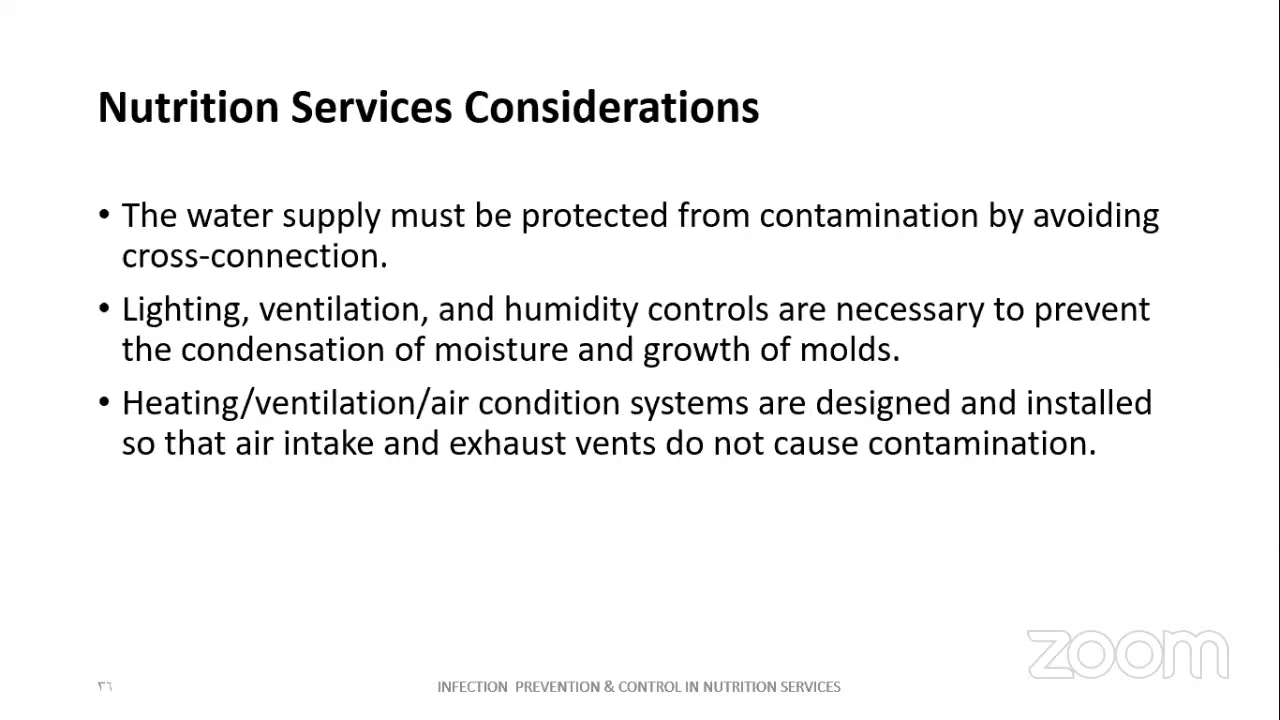 Nutrition Services Considerations
• The water supply must be protected from contamination by avoiding
cross-connection.
• Lighting, ventilation, and humidity controls are necessary to prevent
the condensation of moisture and growth of molds.
• Heating/ventilation/air condition systems are designed and installed
so that air intake and exhaust vents do not cause contamination.
zoom
٣٦
INFECTION PREVENTION & CONTROL IN NUTRITION SERVICES